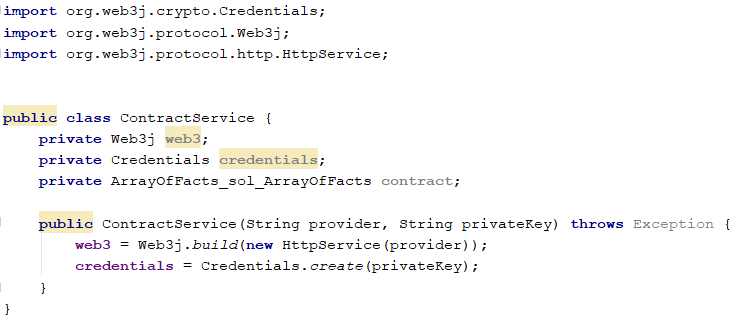 import org.web3j.crypto.Credentials;
import org.web3j.protocol.Web3j;
import org.web3j.protocol.http.HttpService;
public class ContractService {
    private Web3j web3;
    private Credentials credentials;
    private ArrayOfFacts_sol_ArrayOfFacts contract;
    public ContractService(String provider, String privateKey) throws Exception {
        web3 = Web3j.build(new HttpService(provider));
        credentials = Credentials.create(privateKey);
    }
}